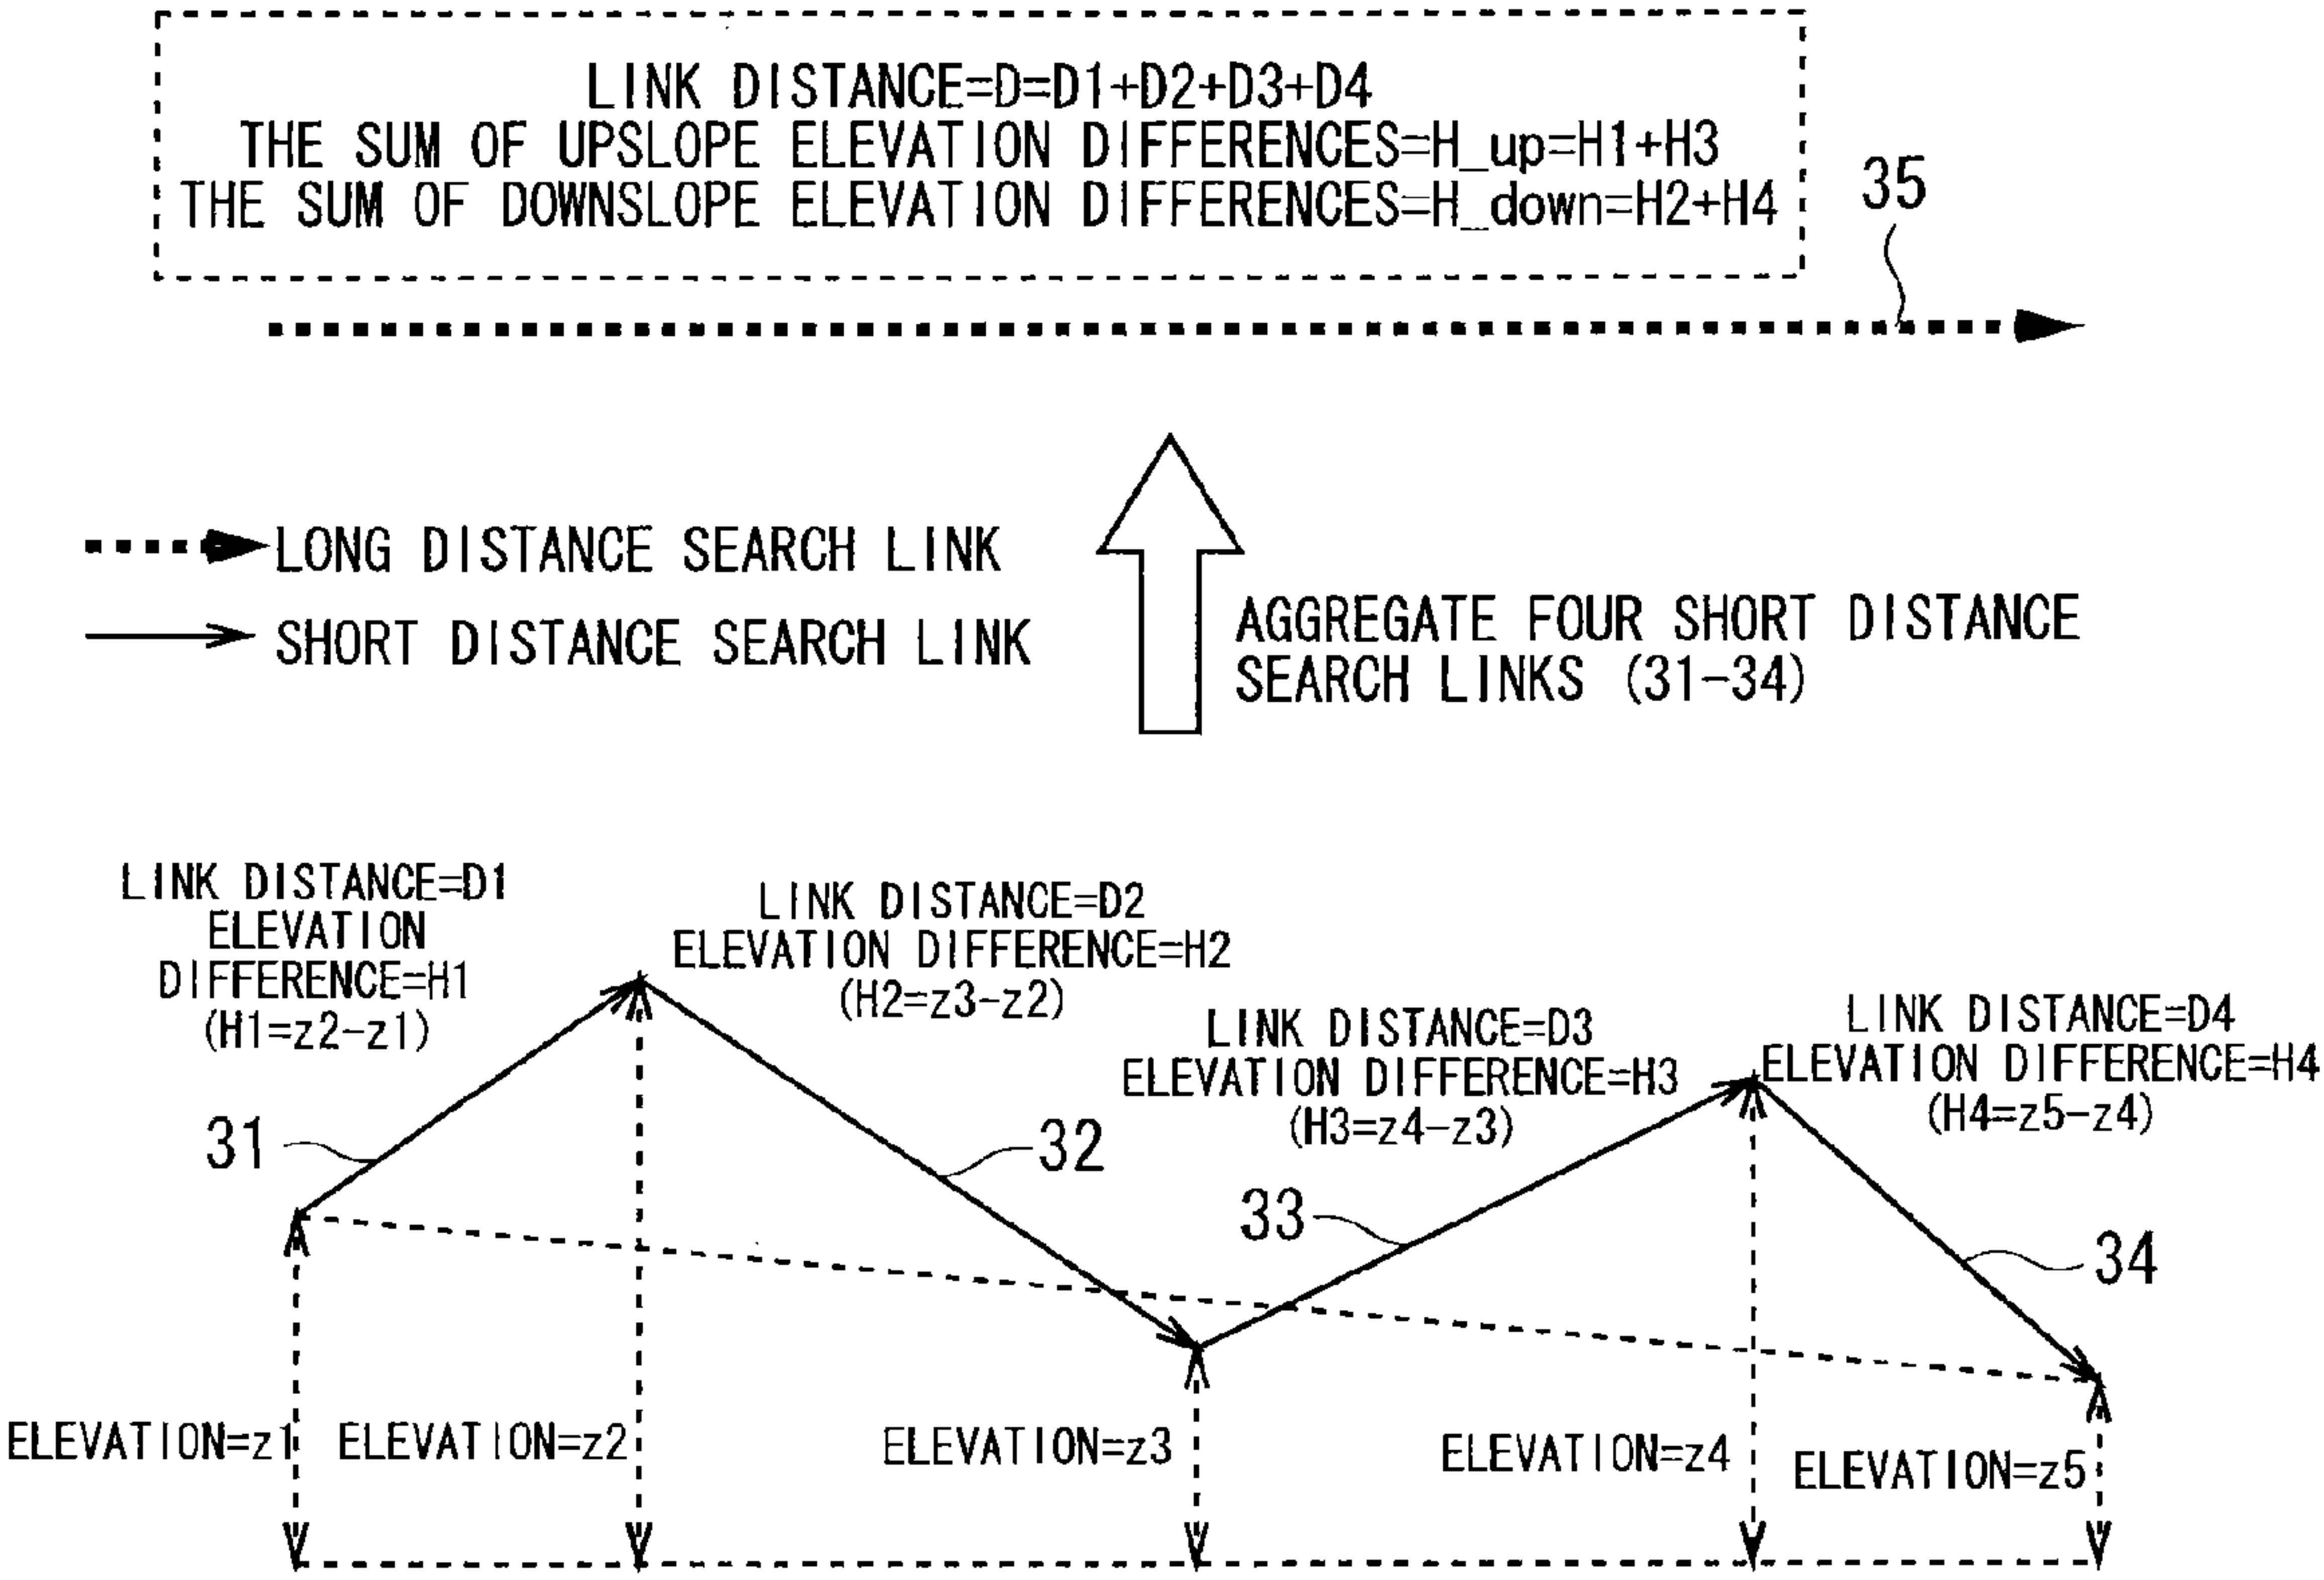 LINK DISTANCE=D=D1+D2+D3+D4
THE SUM OF UPSLOPE ELEVATION DIFFERENCES=H_up=H1+H3
THE SUM OF DOWNSLOPE ELEVATION DIFFERENCES=H_down=H2+H4
35
LONG DISTANCE SEARCH LINK
SHORT DISTANCE SEARCH LINK
AGGREGATE FOUR SHORT DISTANCE
SEARCH LINKS (31-34)
LINK DISTANCE=D1
ELEVATION
DIFFERENCE=H1
(H1=z2-z1)
LINK DISTANCE=D2
ELEVATION DIFFERENCE=H2
(H2=z3-z2)
LINK DISTANCE=D3
ELEVATION DIFFERENCE=H3
(H3=z4-z3)
LINK DISTANCE=D4
ELEVATION DIFFERENCE=H4
(H4=z5-z4)
31
32
33
34
ELEVATION=z1
ELEVATION=z2
ELEVATION=z3
ELEVATION=z4
ELEVATION=z5